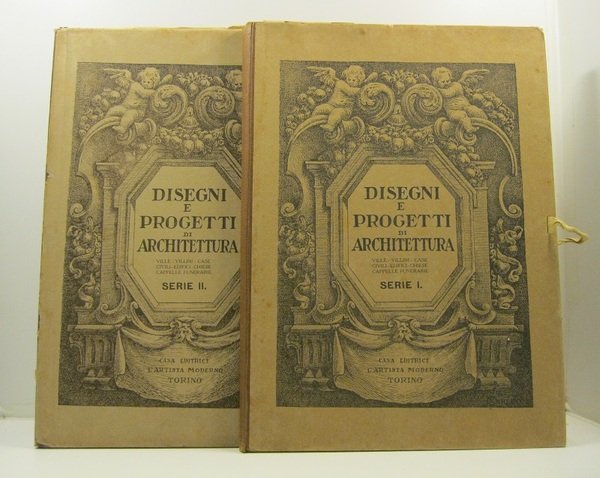 DISEGNI
E
PROGETTI
DI
ARCHITETTURA
VILLE - VILLINI - CASE
CIVILI - EDIFICI - CHIESE
CAPPELLE FUNERARIE
SERIE II.
CASA EDITRICE
L'ARTISTA MODERNO
TORINO
DISEGNI
E
PROGETTI
DI
ARCHITETTURA
VILLE - VILLINI - CASE
CIVILI - EDIFICI - CHIESE
CAPPELLE FUNERARIE
SERIE I.
CASA EDITRICE
L'ARTISTA MODERNO
TORINO